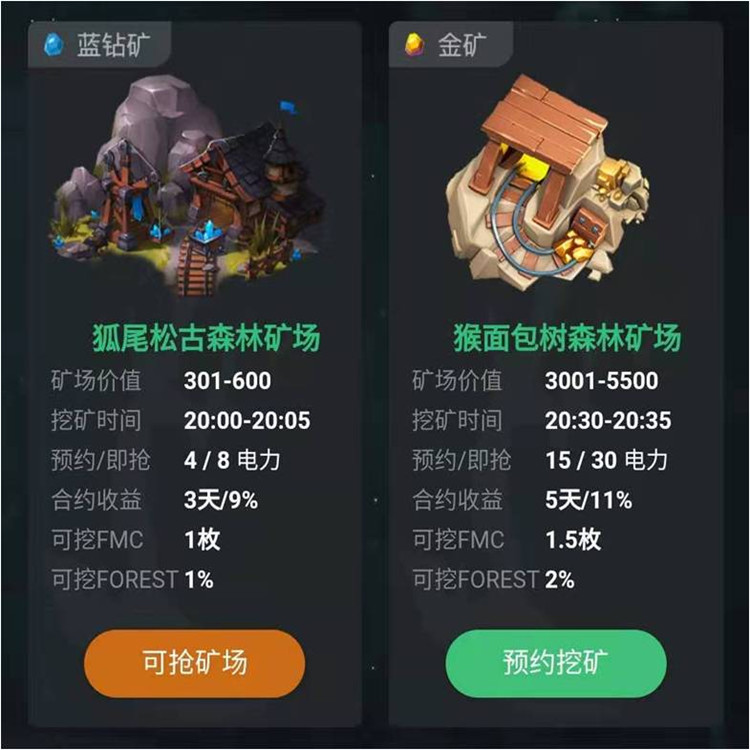 蓝钻矿
狐尾松古森林矿场
矿场价值 301-600
挖矿时间 20:00-20:05
预约/即抢 4 / 8 电力
合约收益 3天/9%
可挖FMC 1枚
可挖FOREST 1%
可抢矿场
金矿
猴面包树森林矿场
矿场价值 3001-5500
挖矿时间 20:30-20:35
预约/即抢 15 / 30 电力
合约收益 5天/11%
可挖FMC 1.5枚
可挖FOREST 2%
预约挖矿